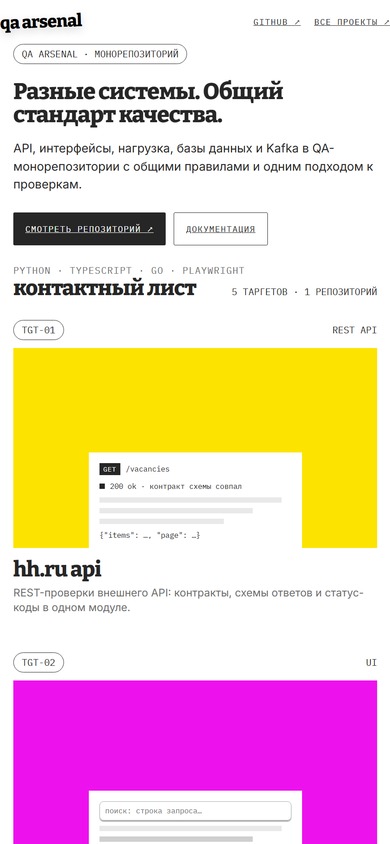 qa arsenal
GITHUB ↗ ВСЕ ПРОЕКТЫ ↗
QA ARSENAL · МОНОРЕПОЗИТОРИЙ
Разные системы. Общий
стандарт качества.
API, интерфейсы, нагрузка, базы данных и Kafka в QA-
монорепозитории с общими правилами и одним подходом к
проверкам.
СМОТРЕТЬ РЕПОЗИТОРИЙ ↗ ДОКУМЕНТАЦИЯ
PYTHON · TYPESCRIPT · GO · PLAYWRIGHT
контактный лист 5 ТАРГЕТОВ · 1 РЕПОЗИТОРИЙ
TGT-01 REST API
GET /vacancies
200 ok · контракт схемы совпал
{"items": …, "page": …}
hh.ru api
REST-проверки внешнего API: контракты, схемы ответов и статус-
коды в одном модуле.
TGT-02 UI
поиск: строка запроса…